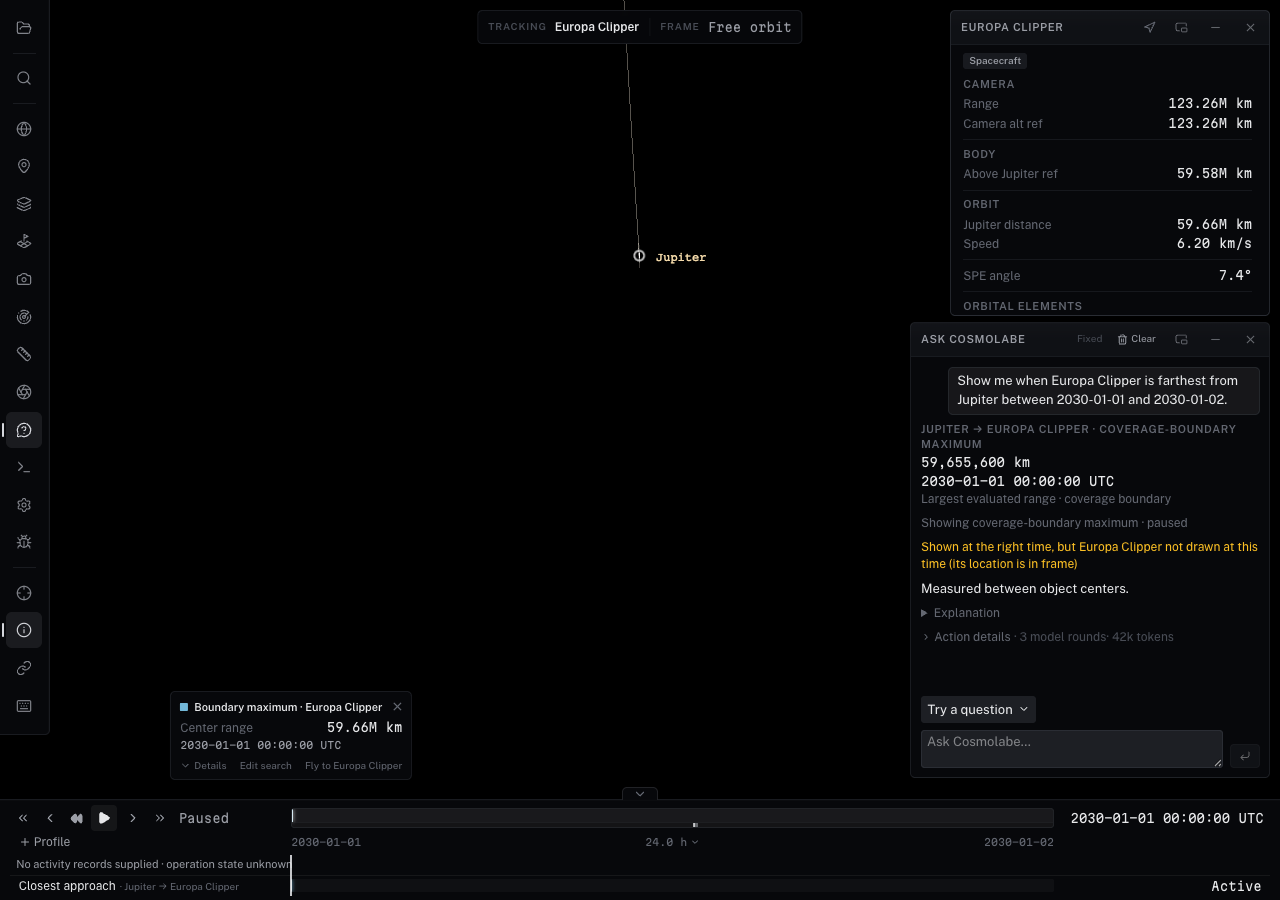 TRACKING Europa Clipper FRAME Free orbit
Jupiter
EUROPA CLIPPER
Spacecraft
CAMERA
Range 123.26M km
Camera alt ref 123.26M km
BODY
Above Jupiter ref 59.58M km
ORBIT
Jupiter distance 59.66M km
Speed 6.20 km/s
SPE angle 7.4°
ORBITAL ELEMENTS
ASK COSMOLABE Fixed Clear
Show me when Europa Clipper is farthest from
Jupiter between 2030-01-01 and 2030-01-02.
JUPITER → EUROPA CLIPPER · COVERAGE-BOUNDARY
MAXIMUM
59,655,600 km
2030-01-01 00:00:00 UTC
Largest evaluated range · coverage boundary
Showing coverage-boundary maximum · paused
Shown at the right time, but Europa Clipper not drawn at this
time (its location is in frame)
Measured between object centers.
Explanation
Action details · 3 model rounds · 42k tokens
Try a question
Ask Cosmolabe...
Boundary maximum · Europa Clipper
Center range 59.66M km
2030-01-01 00:00:00 UTC
Details Edit search Fly to Europa Clipper
Paused 2030-01-01 00:00:00 UTC
+ Profile 2030-01-01 24.0 h 2030-01-02
No activity records supplied · operation state unknown
Closest approach · Jupiter → Europa Clipper Active